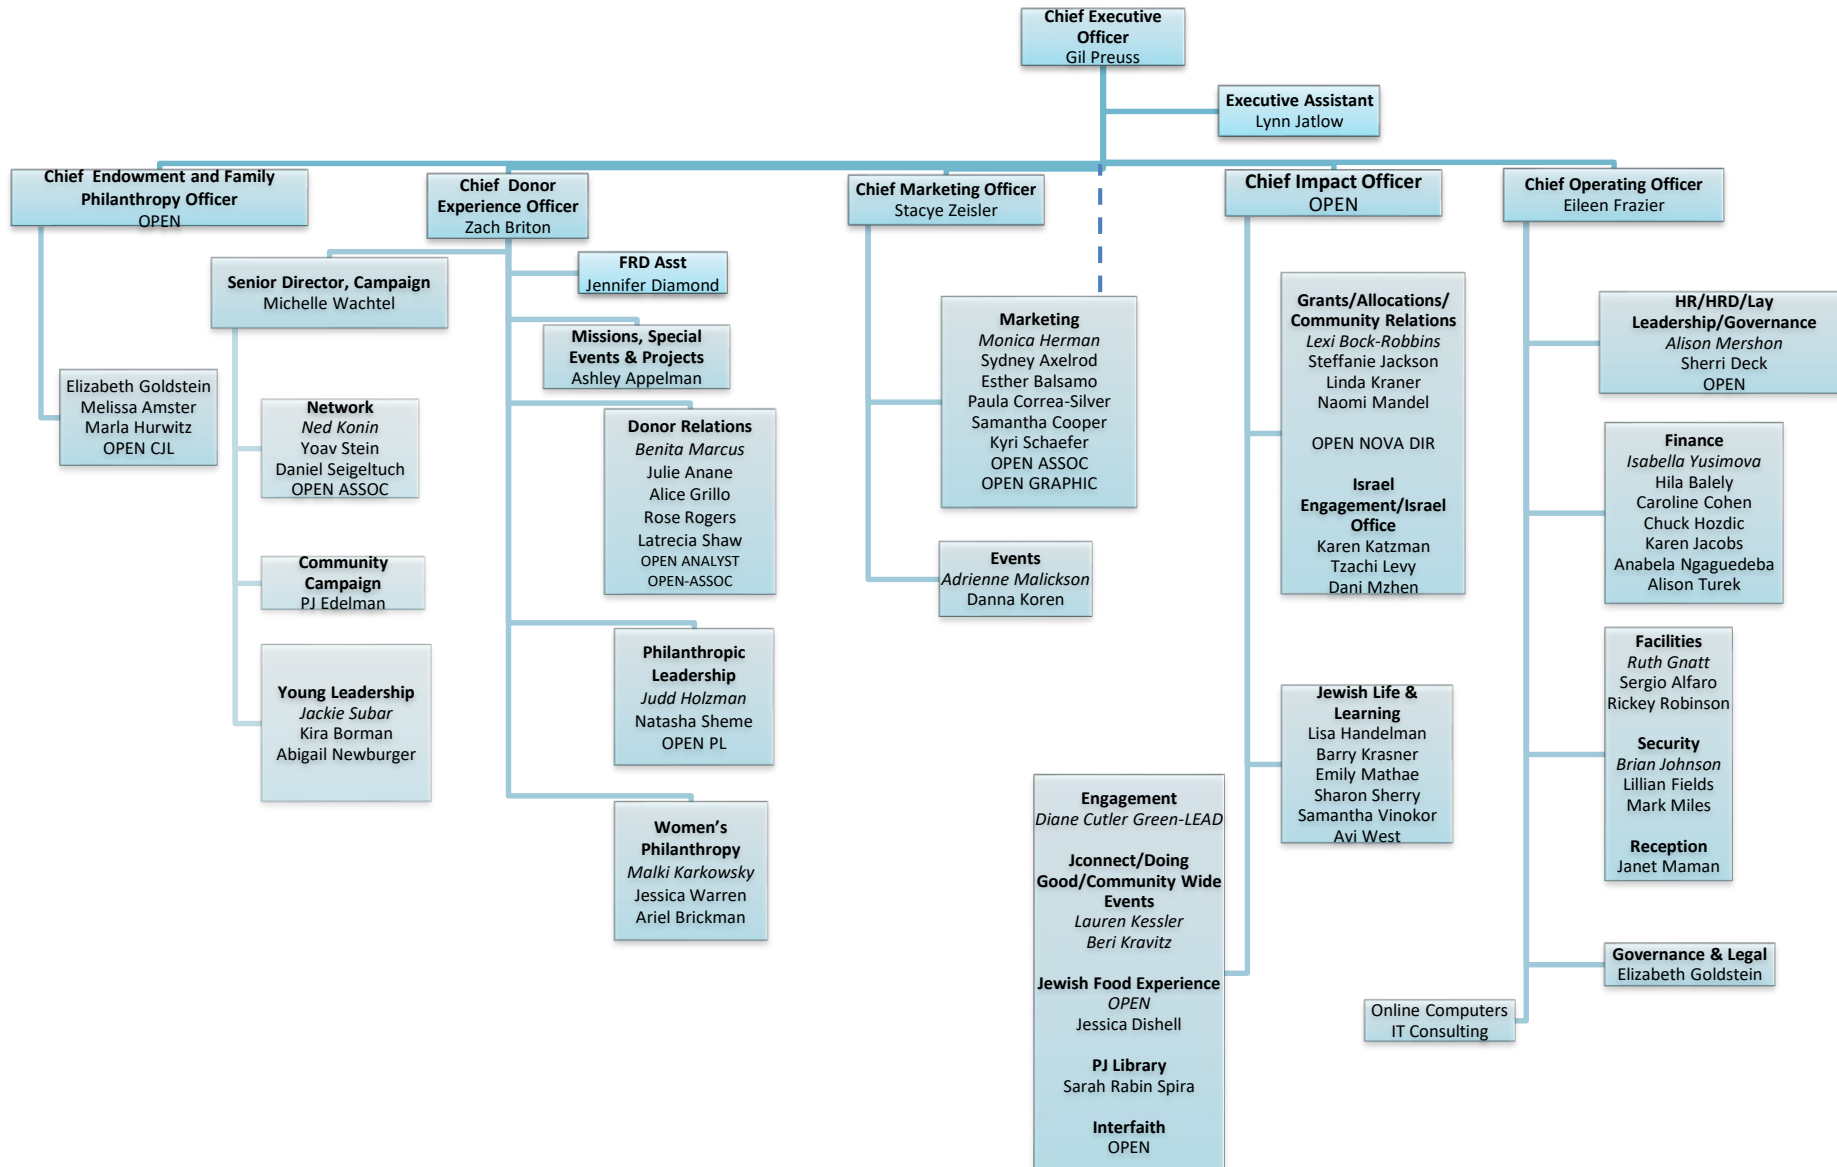 Chief Executive
Officer
Gil Preuss
Executive Assistant
Lynn Jatlow
Chief Endowment and Family
Philanthropy Officer
OPEN
Chief Donor
Experience Officer
Zach Briton
Chief Marketing Officer
Stacye Zeisler
Chief Impact Officer
OPEN
Chief Operating Officer
Eileen Frazier
Elizabeth Goldstein
Melissa Amster
Marla Hurwitz
OPEN CJL
Senior Director, Campaign
Michelle Wachtel
Network
Ned Konin
Yoav Stein
Daniel Seigeltuch
OPEN ASSOC
Community
Campaign
PJ Edelman
Young Leadership
Jackie Subar
Kira Borman
Abigail Newburger
FRD Asst
Jennifer Diamond
Missions, Special
Events & Projects
Ashley Appelman
Donor Relations
Benita Marcus
Julie Anane
Alice Grillo
Rose Rogers
Latrecia Shaw
OPEN ANALYST
OPEN-ASSOC
Philanthropic
Leadership
Judd Holzman
Natasha Sheme
OPEN PL
Women's
Philanthropy
Malki Karkowsky
Jessica Warren
Ariel Brickman
Marketing
Monica Herman
Sydney Axelrod
Esther Balsamo
Paula Correa-Silver
Samantha Cooper
Kyri Schaefer
OPEN ASSOC
OPEN GRAPHIC
Events
Adrienne Malickson
Danna Koren
Grants/Allocations/
Community Relations
Lexi Bock-Robbins
Steffanie Jackson
Linda Kraner
Naomi Mandel
OPEN NOVA DIR
Israel
Engagement/Israel
Office
Karen Katzman
Tzachi Levy
Dani Mzhen
Jewish Life &
Learning
Lisa Handelman
Barry Krasner
Emily Mathae
Sharon Sherry
Samantha Vinokor
Avi West
Engagement
Diane Cutler Green-LEAD
Jconnect/Doing
Good/Community Wide
Events
Lauren Kessler
Beri Kravitz
Jewish Food Experience
OPEN
Jessica Dishell
PJ Library
Sarah Rabin Spira
Interfaith
OPEN
HR/HRD/Lay
Leadership/Governance
Alison Mershon
Sherri Deck
OPEN
Finance
Isabella Yusimova
Hila Balely
Caroline Cohen
Chuck Hozdic
Karen Jacobs
Anabela Ngaguedeba
Alison Turek
Facilities
Ruth Gnatt
Sergio Alfaro
Rickey Robinson
Security
Brian Johnson
Lillian Fields
Mark Miles
Reception
Janet Maman
Governance & Legal
Elizabeth Goldstein
Online Computers
IT Consulting